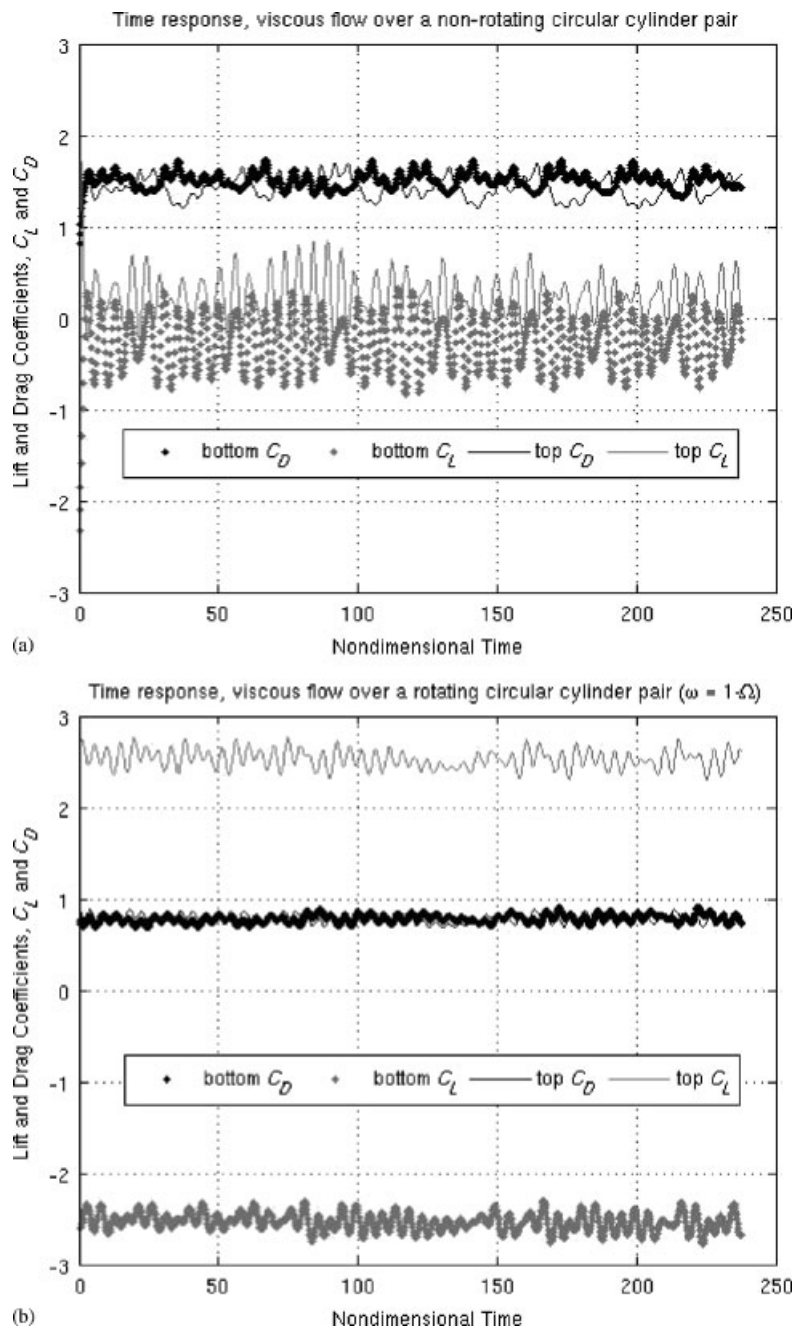 Time response, viscous flow over a non-rotating circular cylinder pair
3
2
1
0
-1
-2
-3
Lift and Drag Coefficients, C_L and C_D
bottom C_D bottom C_L top C_D top C_L
0 50 100 150 200 250
Nondimensional Time
(a)
Time response, viscous flow over a rotating circular cylinder pair (ω = 1-Ω)
3
2
1
0
-1
-2
-3
Lift and Drag Coefficients, C_L and C_D
bottom C_D bottom C_L top C_D top C_L
0 50 100 150 200 250
Nondimensional Time
(b)